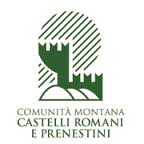 COMUNITÀ MONTANA
CASTELLI ROMANI
E PRENESTINI